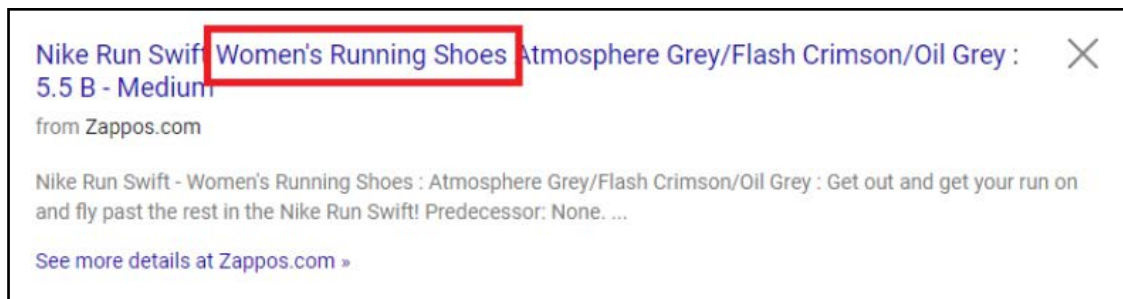 Nike Run Swift Women's Running Shoes Atmosphere Grey/Flash Crimson/Oil Grey :
5.5 B - Medium
from Zappos.com
Nike Run Swift - Women's Running Shoes : Atmosphere Grey/Flash Crimson/Oil Grey : Get out and get your run on
and fly past the rest in the Nike Run Swift! Predecessor: None. ...
See more details at Zappos.com »